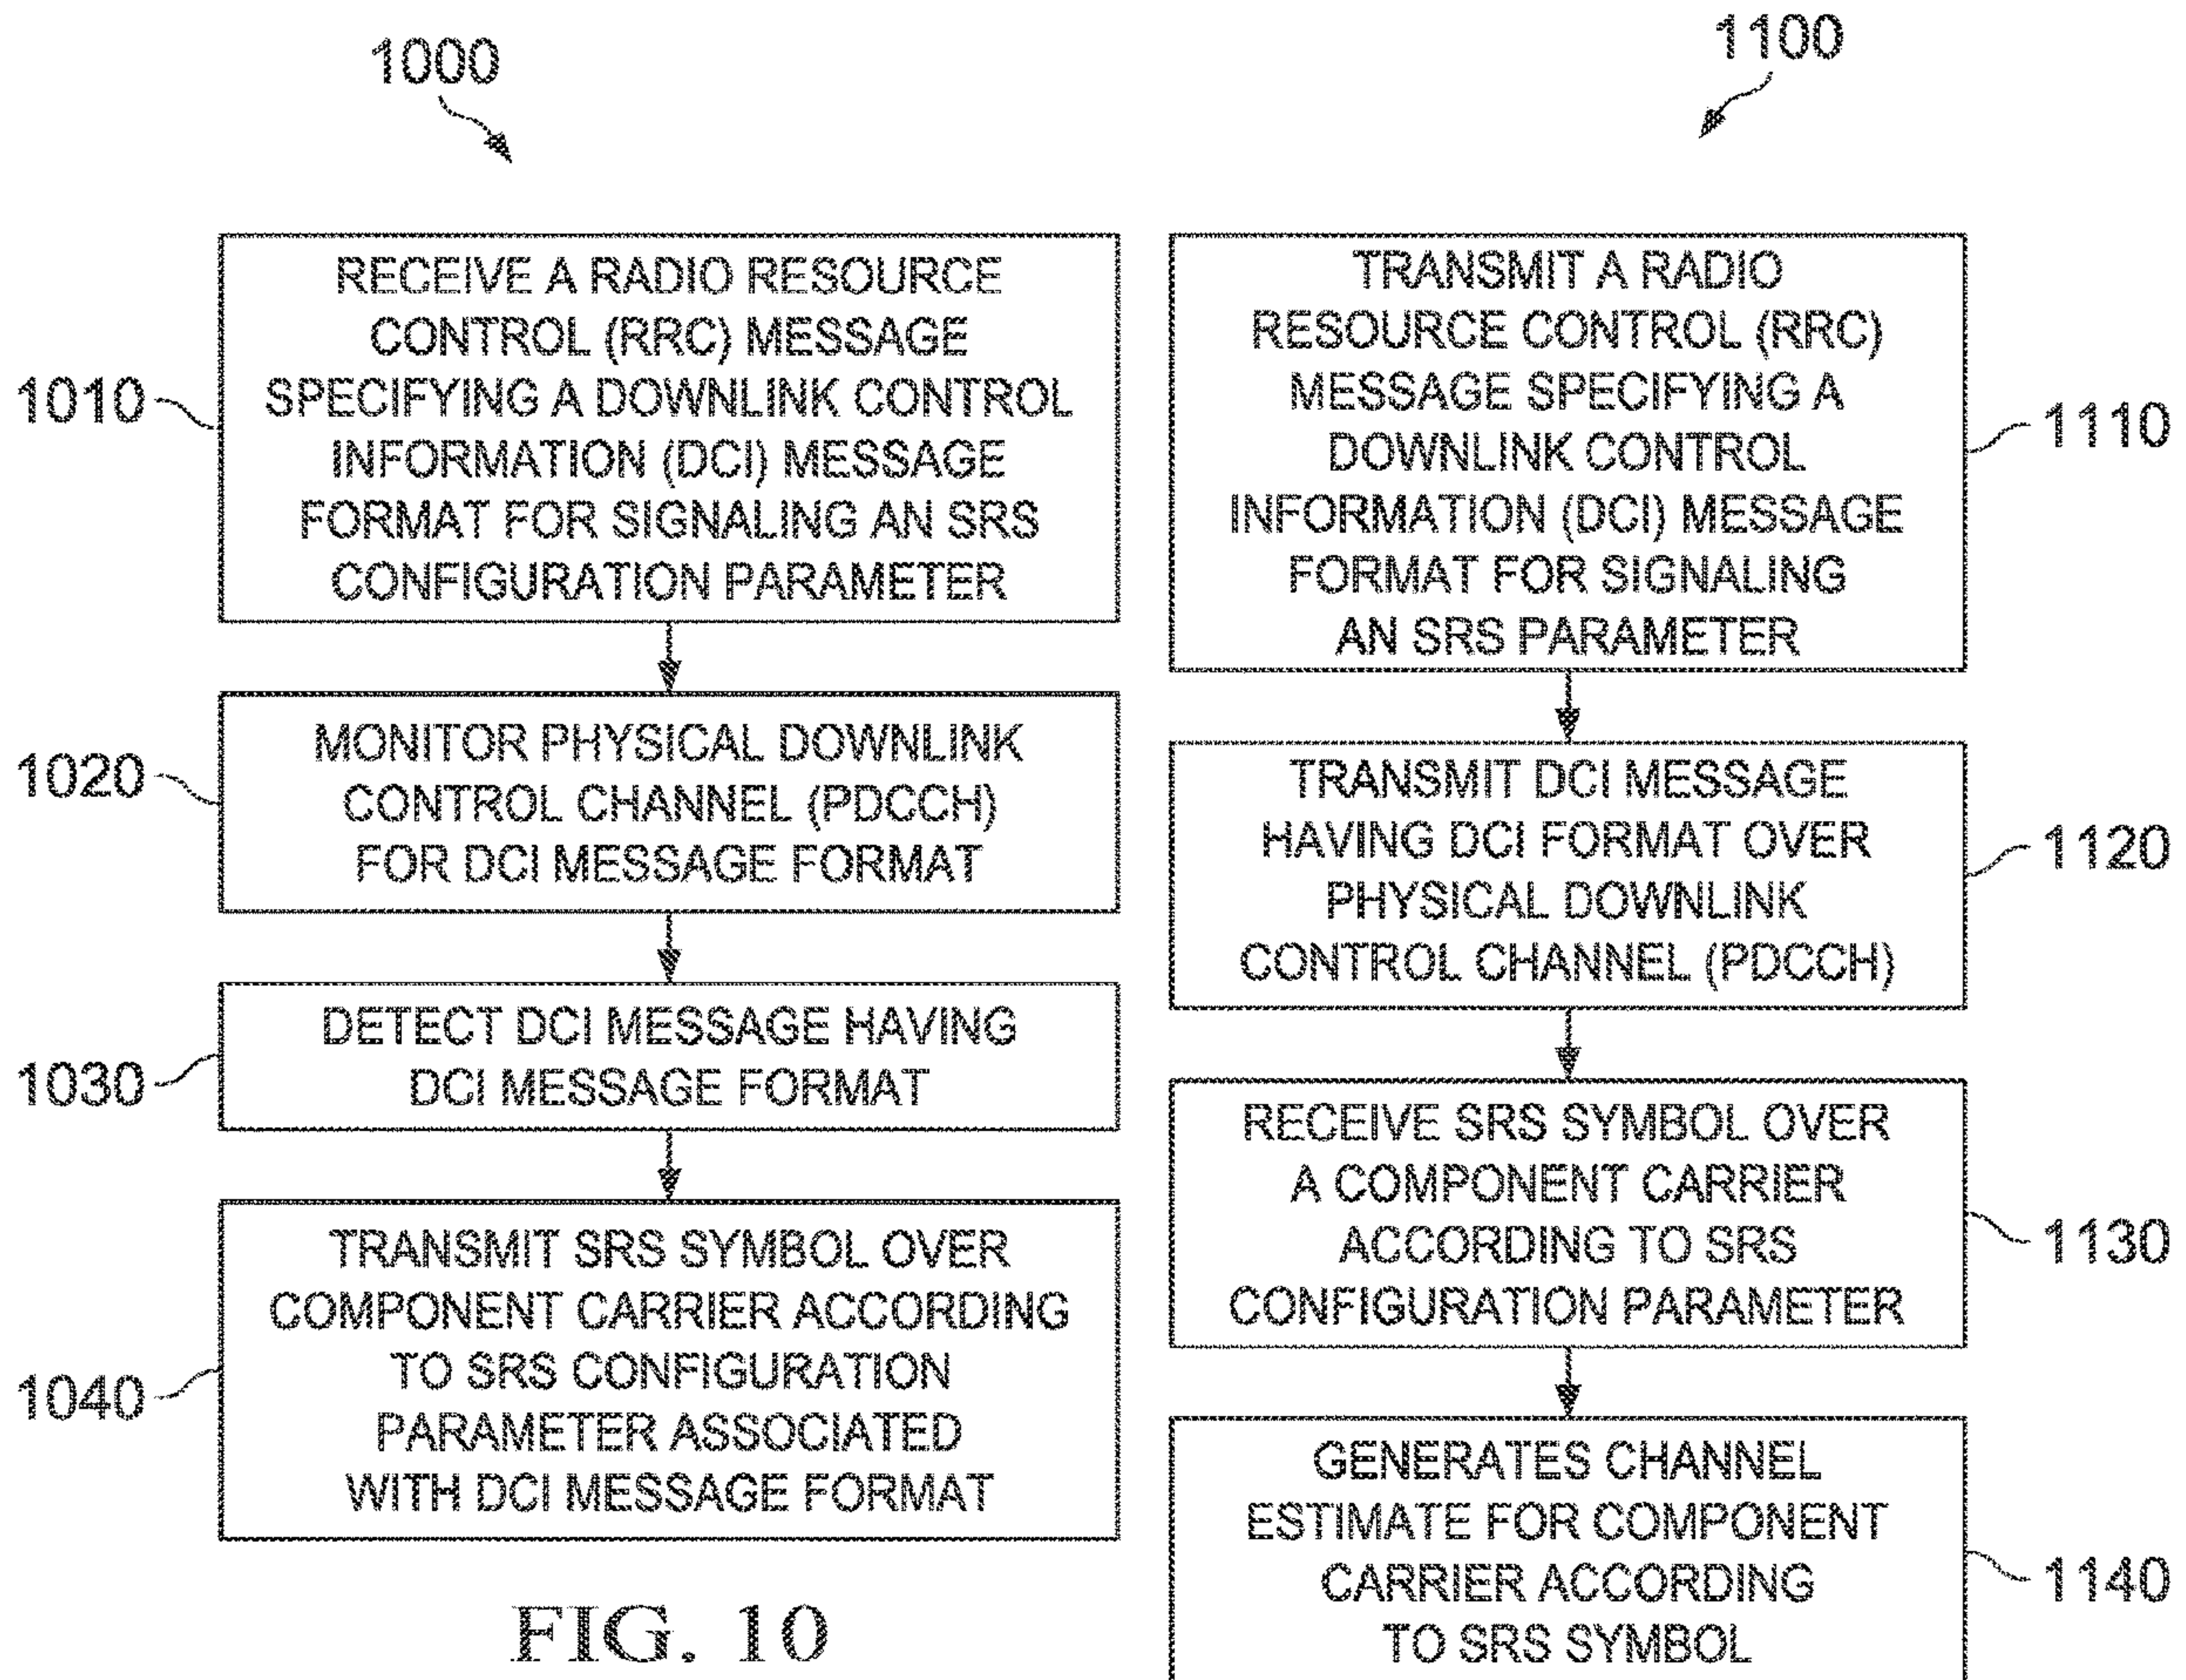 1000
RECEIVE A RADIO RESOURCE
CONTROL (RRC) MESSAGE
SPECIFYING A DOWNLINK CONTROL
INFORMATION (DCI) MESSAGE
FORMAT FOR SIGNALING AN SRS
CONFIGURATION PARAMETER
1010
MONITOR PHYSICAL DOWNLINK
CONTROL CHANNEL (PDCCH)
FOR DCI MESSAGE FORMAT
1020
DETECT DCI MESSAGE HAVING
DCI MESSAGE FORMAT
1030
TRANSMIT SRS SYMBOL OVER
COMPONENT CARRIER ACCORDING
TO SRS CONFIGURATION
PARAMETER ASSOCIATED
WITH DCI MESSAGE FORMAT
1040
FIG. 10
1100
TRANSMIT A RADIO
RESOURCE CONTROL (RRC)
MESSAGE SPECIFYING A
DOWNLINK CONTROL
INFORMATION (DCI) MESSAGE
FORMAT FOR SIGNALING
AN SRS PARAMETER
1110
TRANSMIT DCI MESSAGE
HAVING DCI FORMAT OVER
PHYSICAL DOWNLINK
CONTROL CHANNEL (PDCCH)
1120
RECEIVE SRS SYMBOL OVER
A COMPONENT CARRIER
ACCORDING TO SRS
CONFIGURATION PARAMETER
1130
GENERATES CHANNEL
ESTIMATE FOR COMPONENT
CARRIER ACCORDING
TO SRS SYMBOL
1140